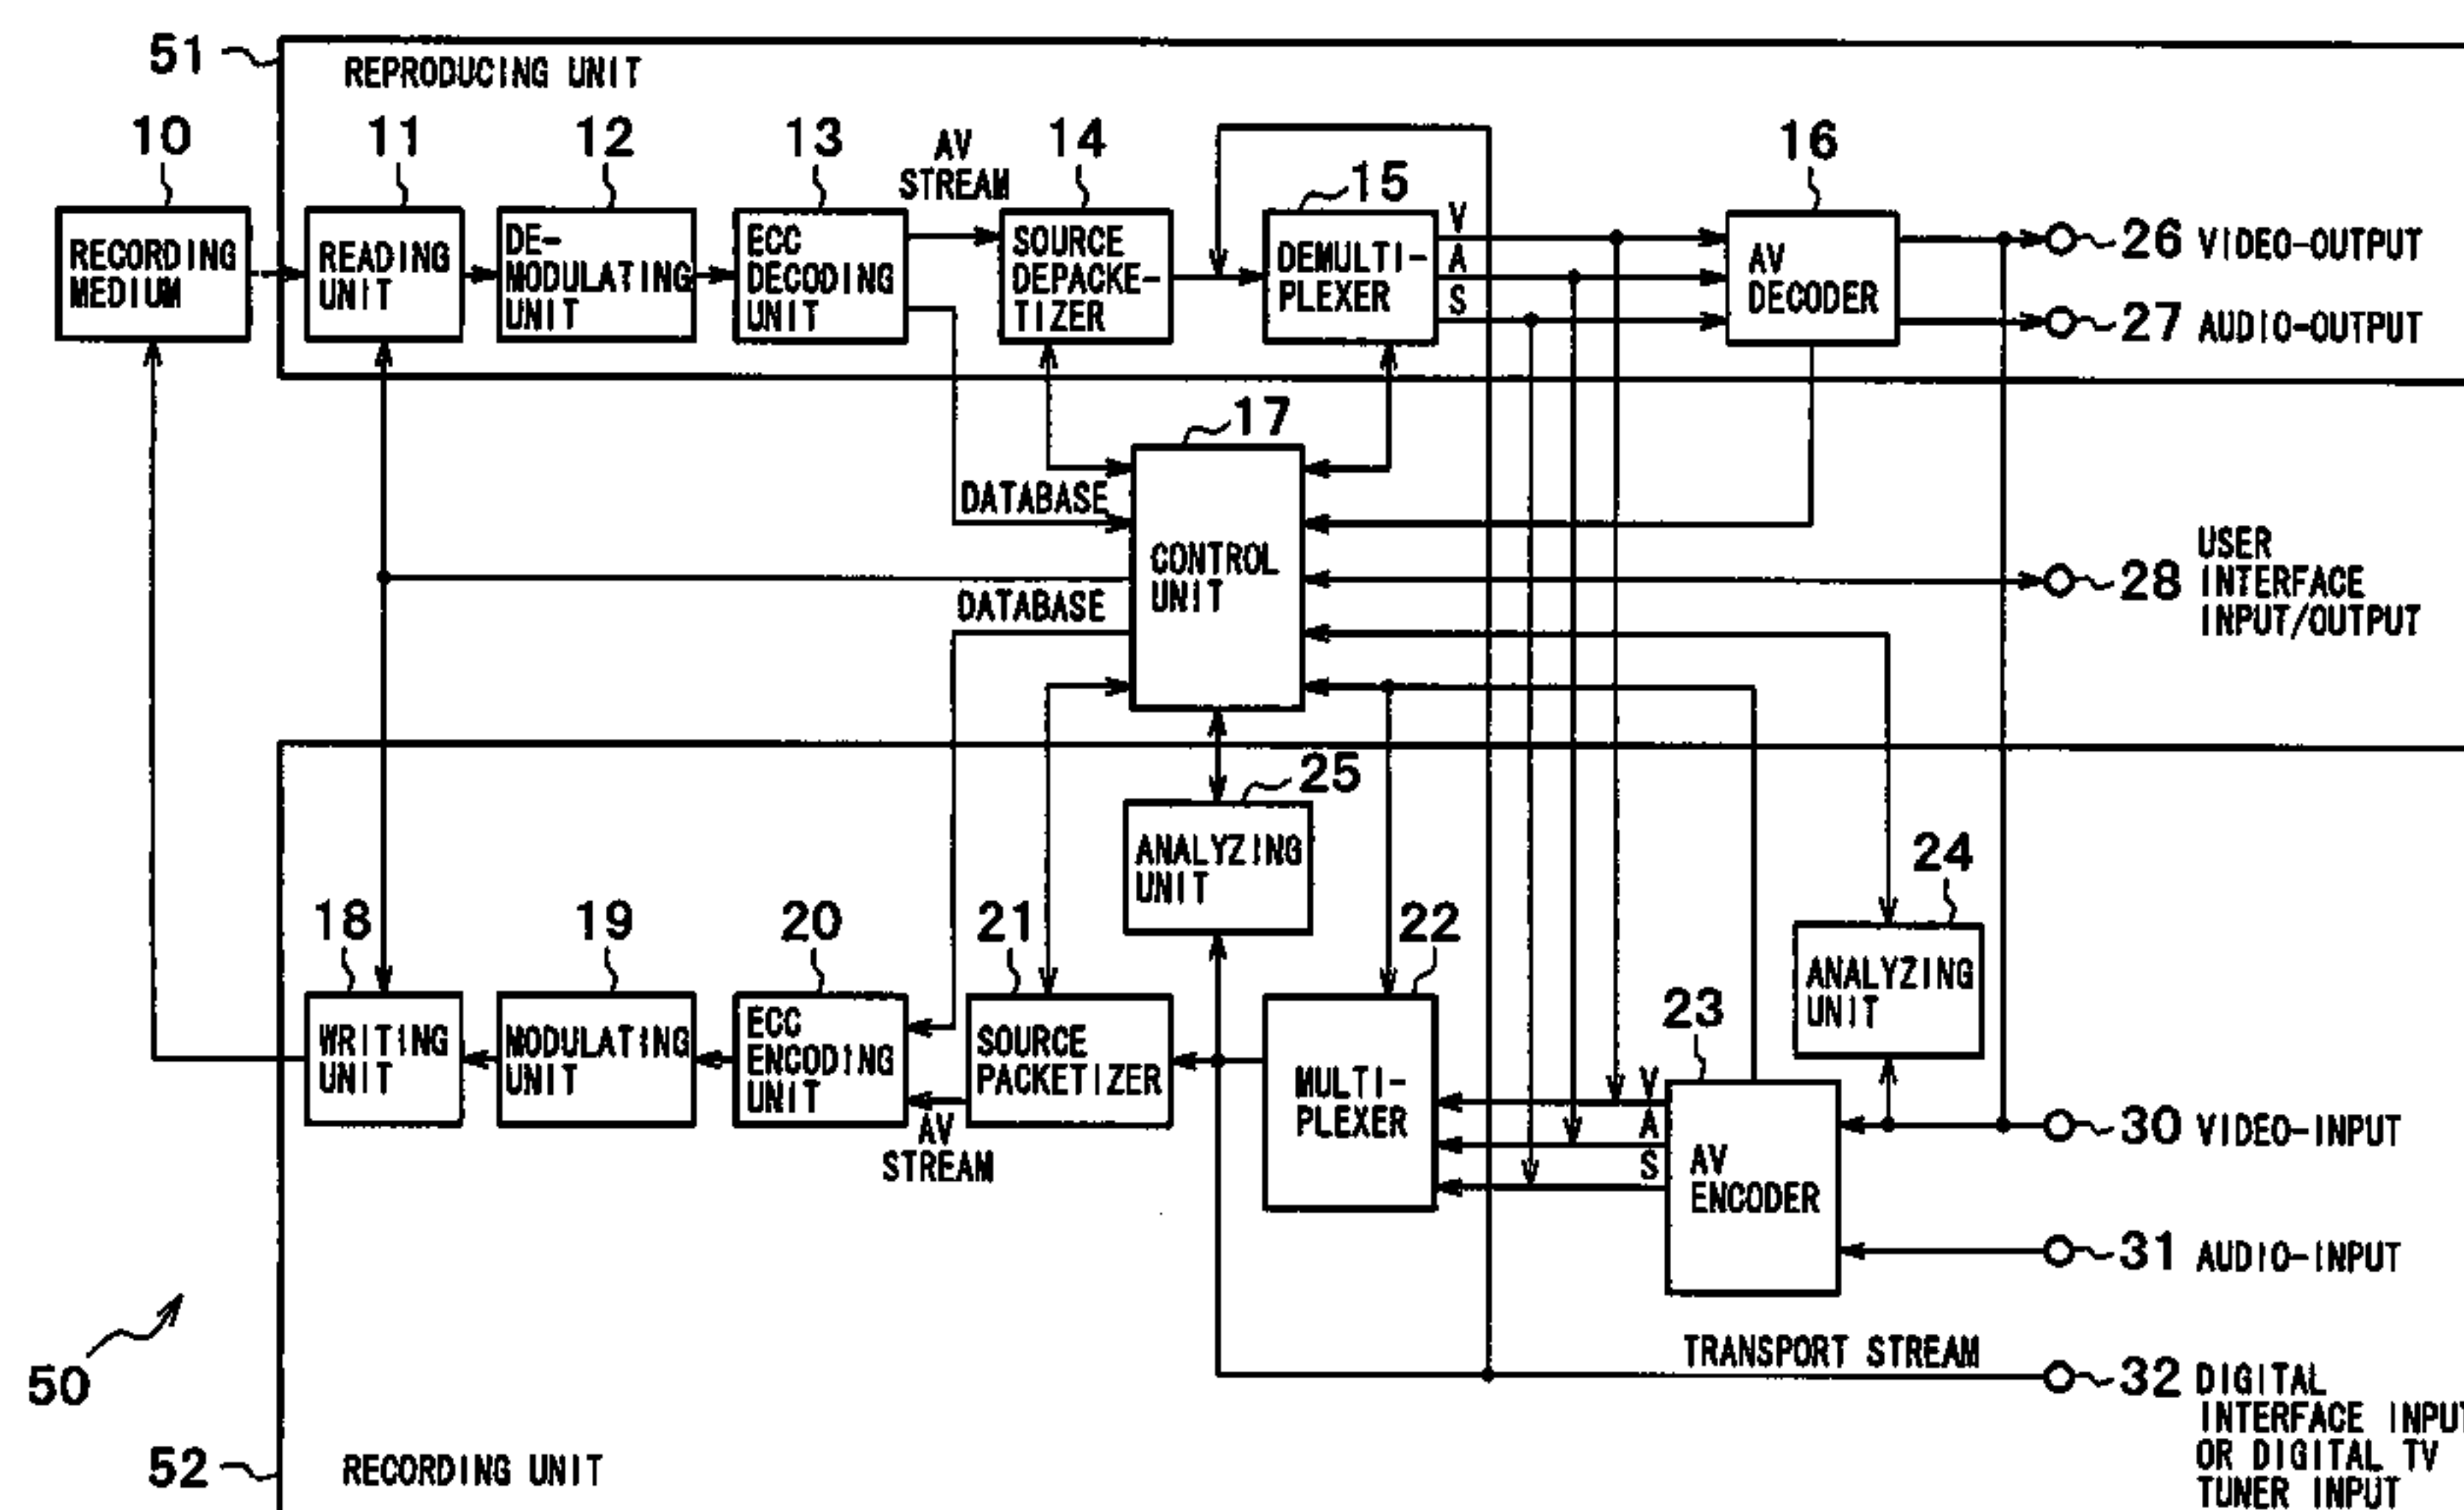 51
REPRODUCING UNIT
10
11
12
13
AV
STREAM
14
15
16
RECORDING
MEDIUM
READING
UNIT
DE-
MODULATING
UNIT
ECC
DECODING
UNIT
SOURCE
DEPACKE-
TIZER
DEMULTI-
PLEXER
V
A
S
AV
DECODER
26 VIDEO-OUTPUT
27 AUDIO-OUTPUT
17
DATABASE
CONTROL
UNIT
DATABASE
28
USER
INTERFACE
INPUT/OUTPUT
25
ANALYZING
UNIT
24
ANALYZING
UNIT
18
19
20
21
22
23
WRITING
UNIT
MODULATING
UNIT
ECC
ENCODING
UNIT
SOURCE
PACKETIZER
AV
STREAM
MULTI-
PLEXER
V
A
S
AV
ENCODER
30 VIDEO-INPUT
31 AUDIO-INPUT
TRANSPORT STREAM
32 DIGITAL
INTERFACE INPUT
OR DIGITAL TV
TUNER INPUT
50
52
RECORDING UNIT